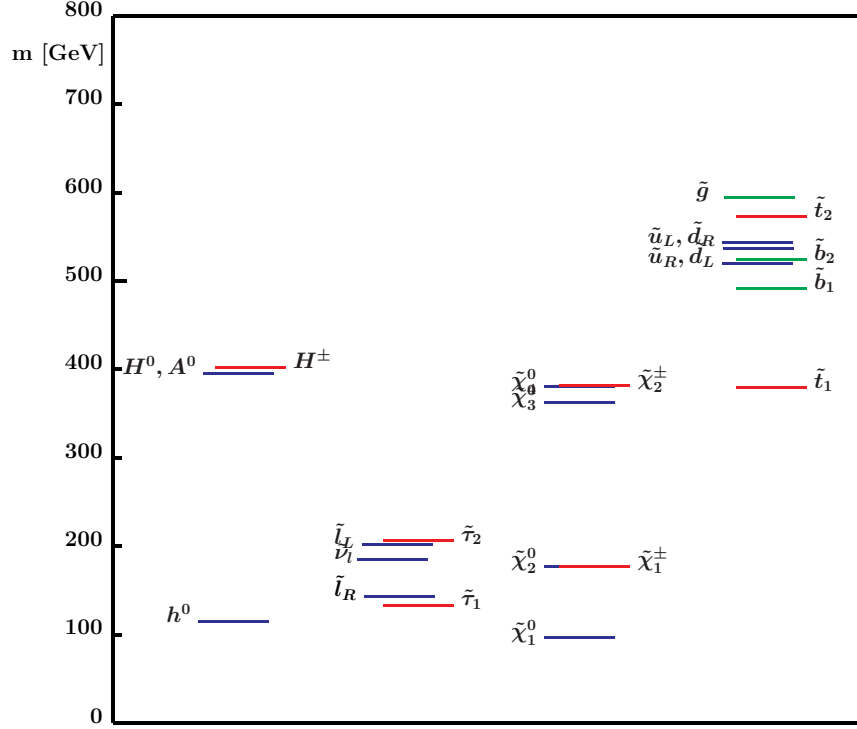 800
m [GeV]
700
600
500
400
300
200
100
0
g̃
t̃₂
ũ_L, d̃_R
ũ_R, d̃_L
b̃₂
b̃₁
H⁰, A⁰
H^±
χ̃⁰₄
χ̃⁰₃
χ̃^±₂
t̃₁
l̃_L
ν̃_l
τ̃₂
l̃_R
τ̃₁
χ̃⁰₂
χ̃^±₁
h⁰
χ̃⁰₁